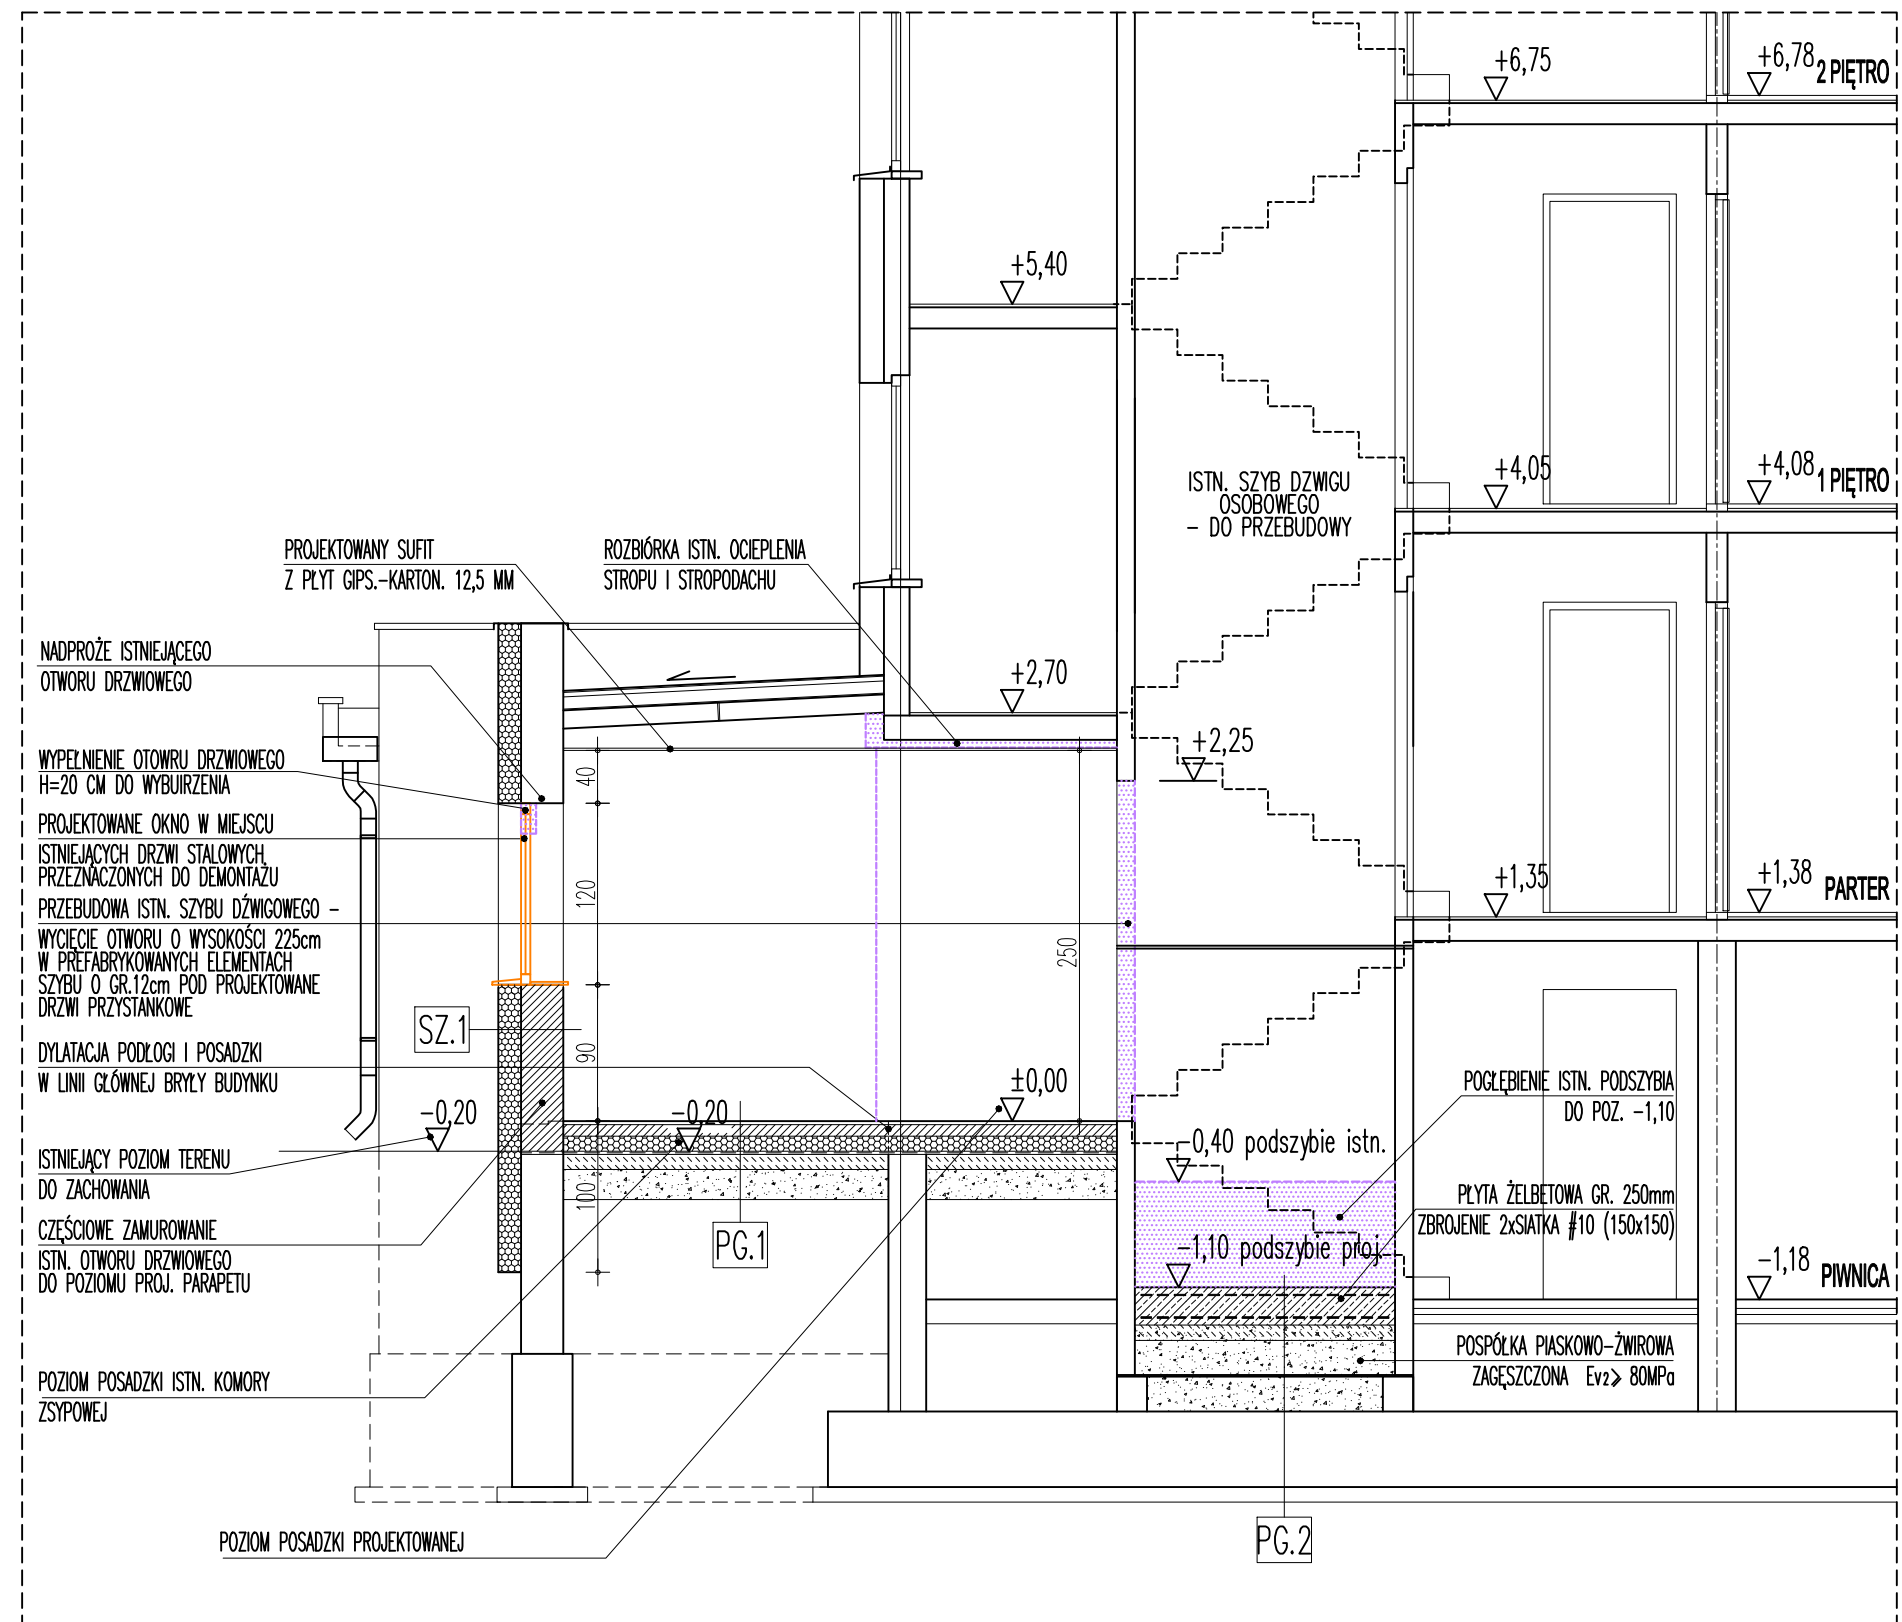 +6,75
+6,78
2 PIĘTRO
+5,40
+4,05
+4,08
1 PIĘTRO
ISTN. SZYB DZWIGU
OSOBOWEGO
- DO PRZEBUDOWY
PROJEKTOWANY SUFIT
Z PŁYT GIPS.-KARTON. 12,5 MM
ROZBIÓRKA ISTN. OCIEPLENIA
STROPU I STROPODACHU
NADPROŻE ISTNIEJĄCEGO
OTWORU DRZWIOWEGO
+2,70
+2,25
WYPEŁNIENIE OTOWRU DRZWIOWEGO
H=20 CM DO WYBUIRZENIA
40
PROJEKTOWANE OKNO W MIEJSCU
ISTNIEJĄCYCH DRZWI STALOWYCH,
PRZEZNACZONYCH DO DEMONTAŻU
120
+1,35
+1,38
PARTER
PRZEBUDOWA ISTN. SZYBU DŹWIGOWEGO -
WYCIĘCIE OTWORU O WYSOKOŚCI 225cm
W PREFABRYKOWANYCH ELEMENTACH
SZYBU O GR.12cm POD PROJEKTOWANE
DRZWI PRZYSTANKOWE
250
SZ.1
90
DYLATACJA PODŁOGI I POSADZKI
W LINII GŁÓWNEJ BRYŁY BUDYNKU
±0,00
-0,20
-0,20
POGŁĘBIENIE ISTN. PODSZYBIA
DO POZ. -1,10
-0,40 podszybie istn.
ISTNIEJĄCY POZIOM TERENU
DO ZACHOWANIA
100
PŁYTA ŻELBETOWA GR. 250mm
ZBROJENIE 2xSIATKA #10 (150x150)
CZĘŚCIOWE ZAMUROWANIE
ISTN. OTWORU DRZWIOWEGO
DO POZIOMU PROJ. PARAPETU
PG.1
-1,10 podszybie proj.
-1,18
PIWNICA
POSPÓŁKA PIASKOWO-ŻWIROWA
ZAGĘSZCZONA Ev2≥ 80MPa
POZIOM POSADZKI ISTN. KOMORY
ZSYPOWEJ
POZIOM POSADZKI PROJEKTOWANEJ
PG.2